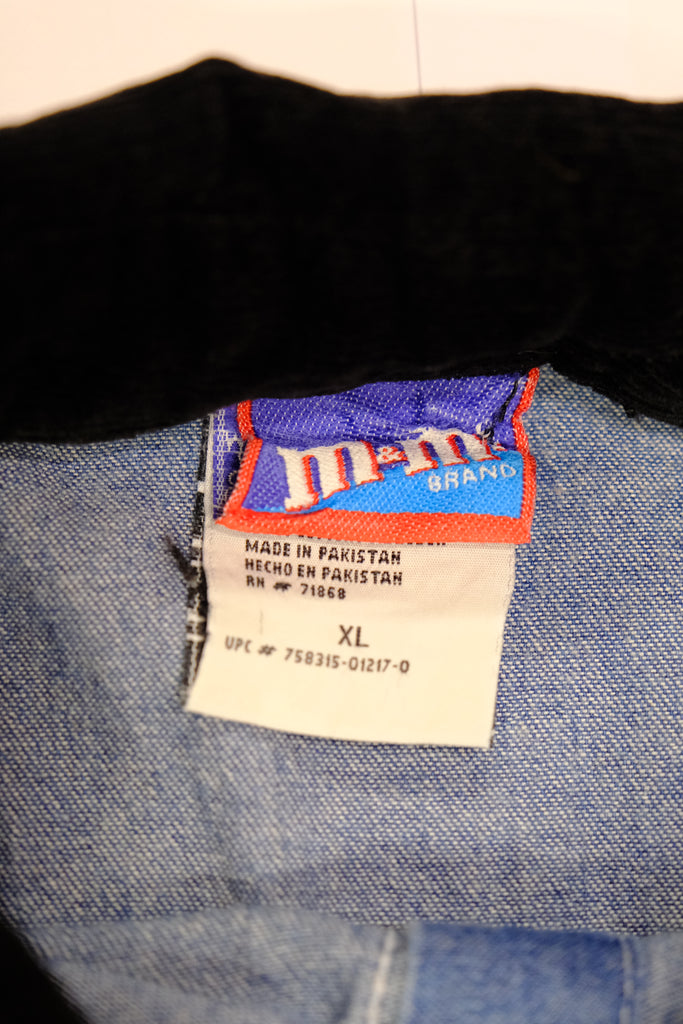 m&m's
BRAND
MADE IN PAKISTAN
HECHO EN PAKISTAN
RN # 71868
XL
UPC # 758315-01217-0